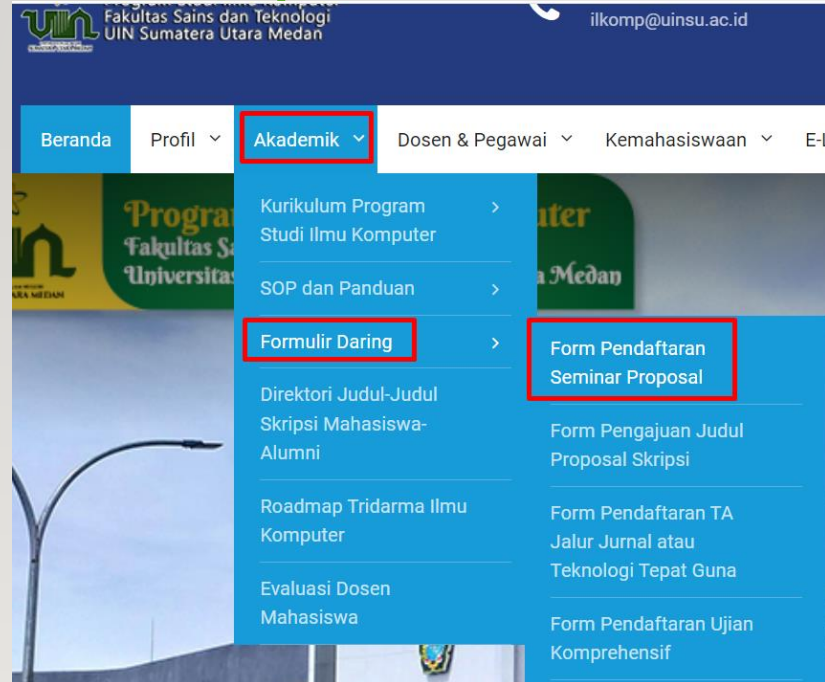 Fakultas Sains dan Teknologi
UIN Sumatera Utara Medan
ilkomp@uinsu.ac.id
Beranda
Profil
Akademik
Dosen & Pegawai
Kemahasiswaan
Kurikulum Program
Studi Ilmu Komputer
SOP dan Panduan
Formulir Daring
Direktori Judul-Judul
Skripsi Mahasiswa-
Alumni
Roadmap Tridarma Ilmu
Komputer
Evaluasi Dosen
Mahasiswa
Form Pendaftaran
Seminar Proposal
Form Pengajuan Judul
Proposal Skripsi
Form Pendaftaran TA
Jalur Jurnal atau
Teknologi Tepat Guna
Form Pendaftaran Ujian
Komprehensif
Medan